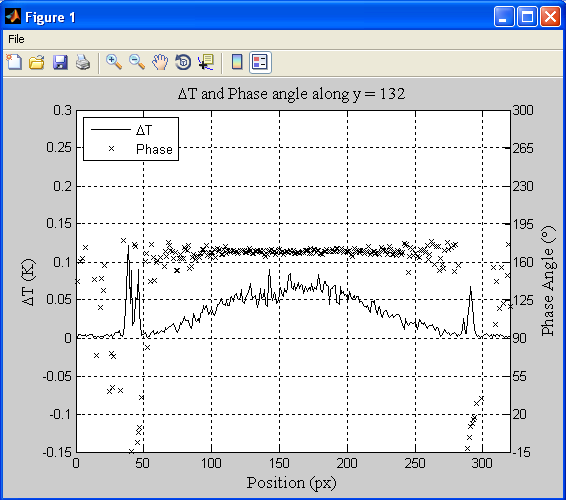 Figure 1
File
ΔT and Phase angle along y = 132
ΔT
Phase
0.3
0.25
0.2
0.15
0.1
0.05
0
-0.05
-0.1
-0.15
ΔT (K)
300
265
230
195
160
125
90
55
20
-15
Phase Angle (°)
0 50 100 150 200 250 300
Position (px)